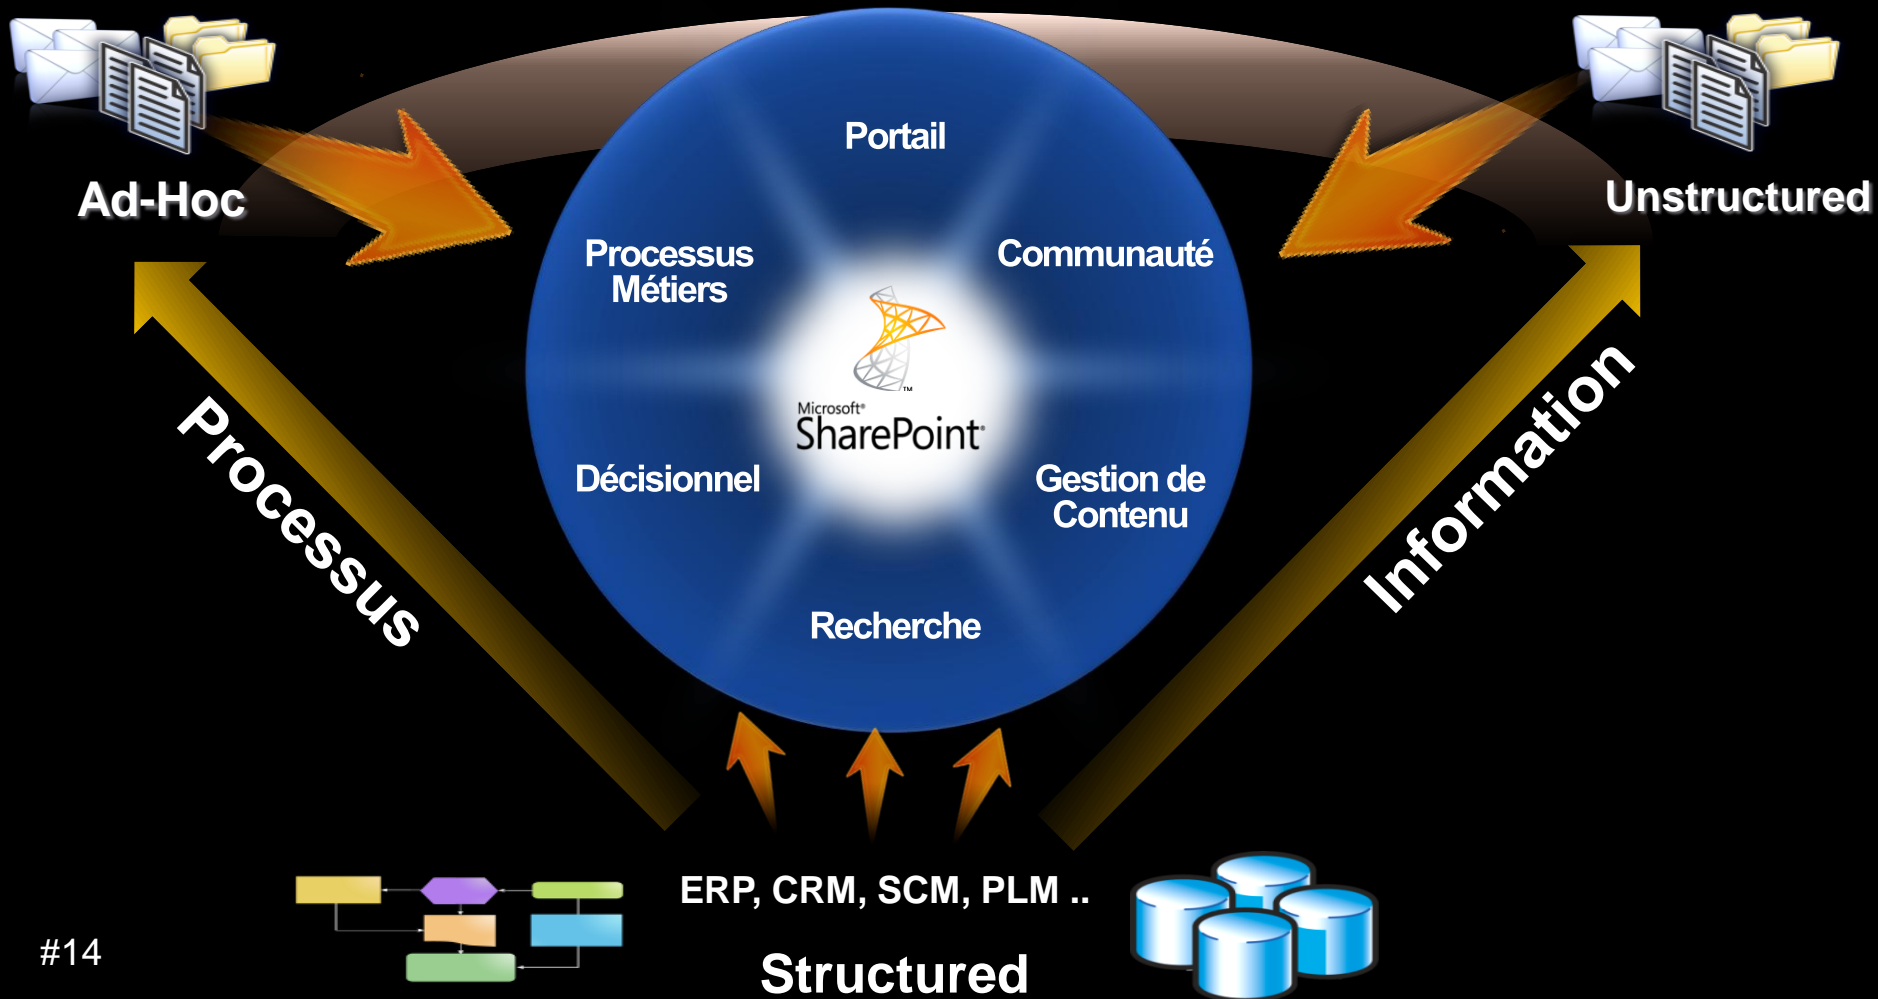 Portail
Ad-Hoc
Unstructured
Processus
Métiers
Communauté
™
Microsoft®
SharePoint®
Décisionnel
Gestion de
Contenu
Recherche
Processus
Information
ERP, CRM, SCM, PLM ..
#14
Structured